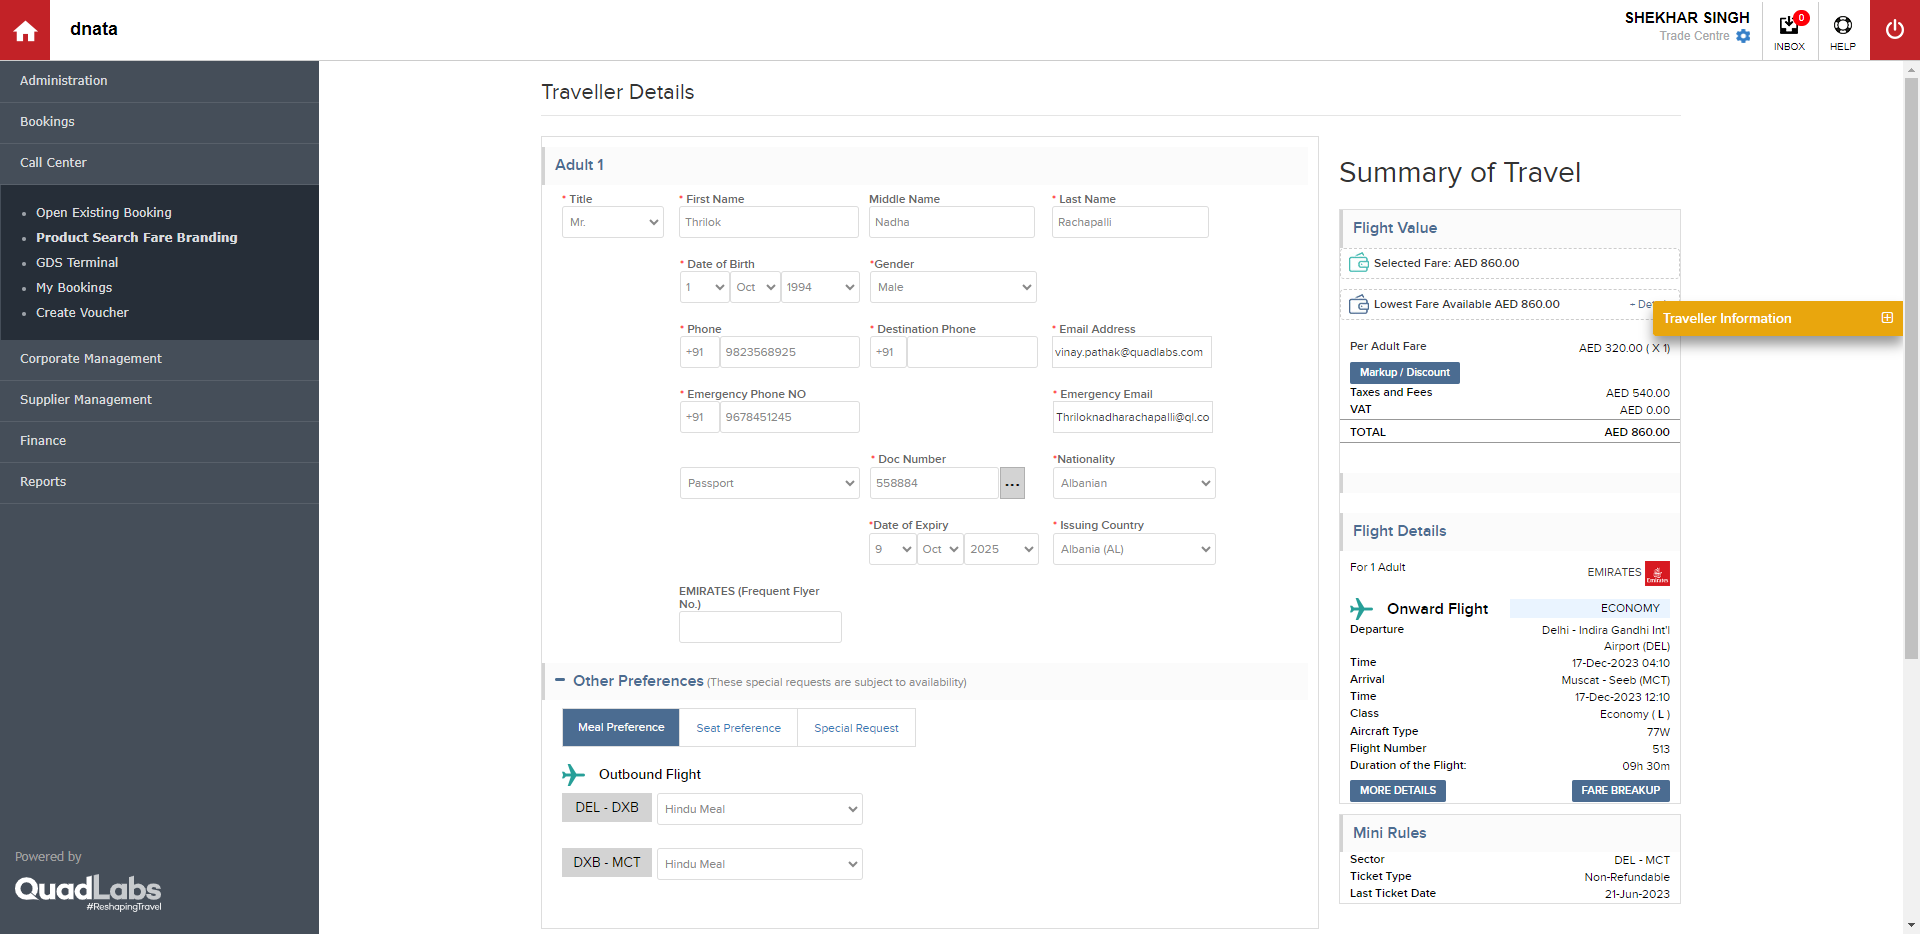 dnata
SHEKHAR SINGH
Trade Centre
0
INBOX
HELP
Administration
Bookings
Call Center
Open Existing Booking
Product Search Fare Branding
GDS Terminal
My Bookings
Create Voucher
Corporate Management
Supplier Management
Finance
Reports
Powered by
QuadLabs
#ReshapingTravel
Traveller Details
Adult 1
* Title
* First Name
Middle Name
* Last Name
Mr.
Thrilok
Nadha
Rachapalli
* Date of Birth
*Gender
1
Oct
1994
Male
* Phone
* Destination Phone
* Email Address
+91
9823568925
+91
vinay.pathak@quadlabs.com
* Emergency Phone NO
* Emergency Email
+91
9678451245
Thriloknadharachapalli@ql.co
* Doc Number
*Nationality
Passport
558884
...
Albanian
*Date of Expiry
* Issuing Country
9
Oct
2025
Albania (AL)
EMIRATES (Frequent Flyer
No.)
Other Preferences (These special requests are subject to availability)
Meal Preference
Seat Preference
Special Request
Outbound Flight
DEL - DXB
Hindu Meal
DXB - MCT
Hindu Meal
Summary of Travel
Flight Value
Selected Fare: AED 860.00
Lowest Fare Available AED 860.00
+ De
Traveller Information
Per Adult Fare
AED 320.00 ( X 1)
Markup / Discount
Taxes and Fees
AED 540.00
VAT
AED 0.00
TOTAL
AED 860.00
Flight Details
For 1 Adult
EMIRATES
Emirates
Onward Flight
ECONOMY
Departure
Delhi - Indira Gandhi Int'l
Airport (DEL)
Time
17-Dec-2023 04:10
Arrival
Muscat - Seeb (MCT)
Time
17-Dec-2023 12:10
Class
Economy ( L )
Aircraft Type
77W
Flight Number
513
Duration of the Flight:
09h 30m
MORE DETAILS
FARE BREAKUP
Mini Rules
Sector
DEL - MCT
Ticket Type
Non-Refundable
Last Ticket Date
21-Jun-2023